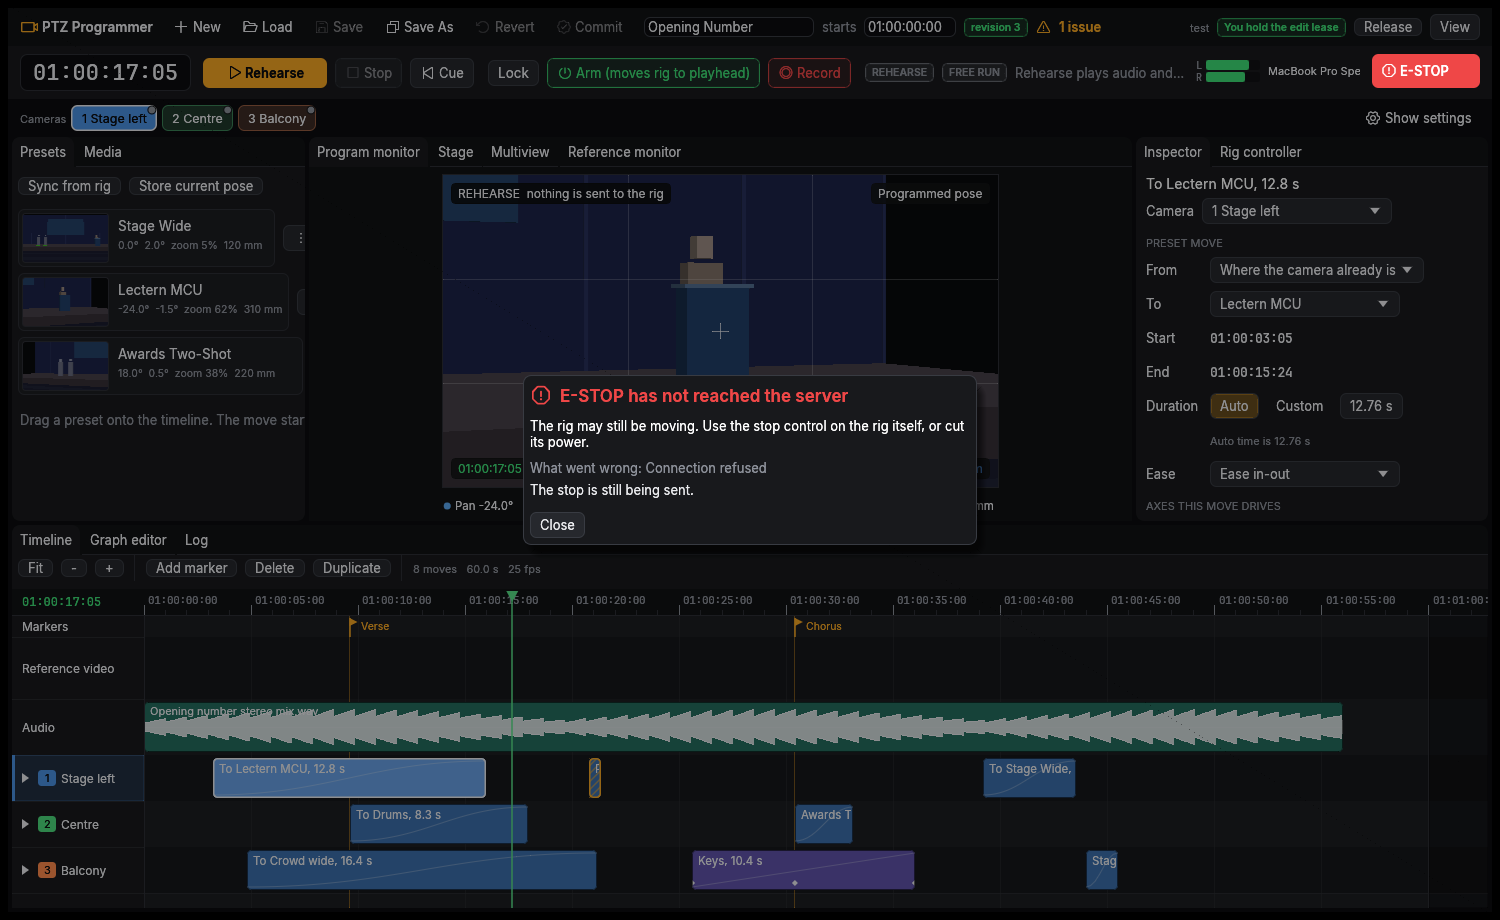 PTZ Programmer New Load Save Save As Revert Commit Opening Number starts 01:00:00:00 revision 3 1 issue test You hold the edit lease Release View
01:00:17:05 Rehearse Stop Cue Lock Arm (moves rig to playhead) Record REHEARSE FREE RUN Rehearse plays audio and... L R MacBook Pro Spe E-STOP
Cameras 1 Stage left 2 Centre 3 Balcony Show settings
Presets Media
Sync from rig Store current pose
Stage Wide
0.0° 2.0° zoom 5% 120 mm
Lectern MCU
-24.0° -1.5° zoom 62% 310 mm
Awards Two-Shot
18.0° 0.5° zoom 38% 220 mm
Drag a preset onto the timeline. The move star
Program monitor Stage Multiview Reference monitor
REHEARSE nothing is sent to the rig Programmed pose
E-STOP has not reached the server
The rig may still be moving. Use the stop control on the rig itself, or cut
its power.
What went wrong: Connection refused
The stop is still being sent.
Close
01:00:17:05
Pan -24.0° mm
Inspector Rig controller
To Lectern MCU, 12.8 s
Camera 1 Stage left
PRESET MOVE
From Where the camera already is
To Lectern MCU
Start 01:00:03:05
End 01:00:15:24
Duration Auto Custom 12.76 s
Auto time is 12.76 s
Ease Ease in-out
AXES THIS MOVE DRIVES
Timeline Graph editor Log
Fit - + Add marker Delete Duplicate 8 moves 60.0 s 25 fps
01:00:17:05 01:00:00:00 01:00:05:00 01:00:10:00 01:00:15:00 01:00:20:00 01:00:25:00 01:00:30:00 01:00:35:00 01:00:40:00 01:00:45:00 01:00:50:00 01:00:55:00 01:01:00:
Markers Verse Chorus
Reference video
Audio Opening number stereo mix.wav
1 Stage left To Lectern MCU, 12.8 s To Stage Wide,
2 Centre To Drums, 8.3 s Awards T
3 Balcony To Crowd wide, 16.4 s Keys, 10.4 s Stag